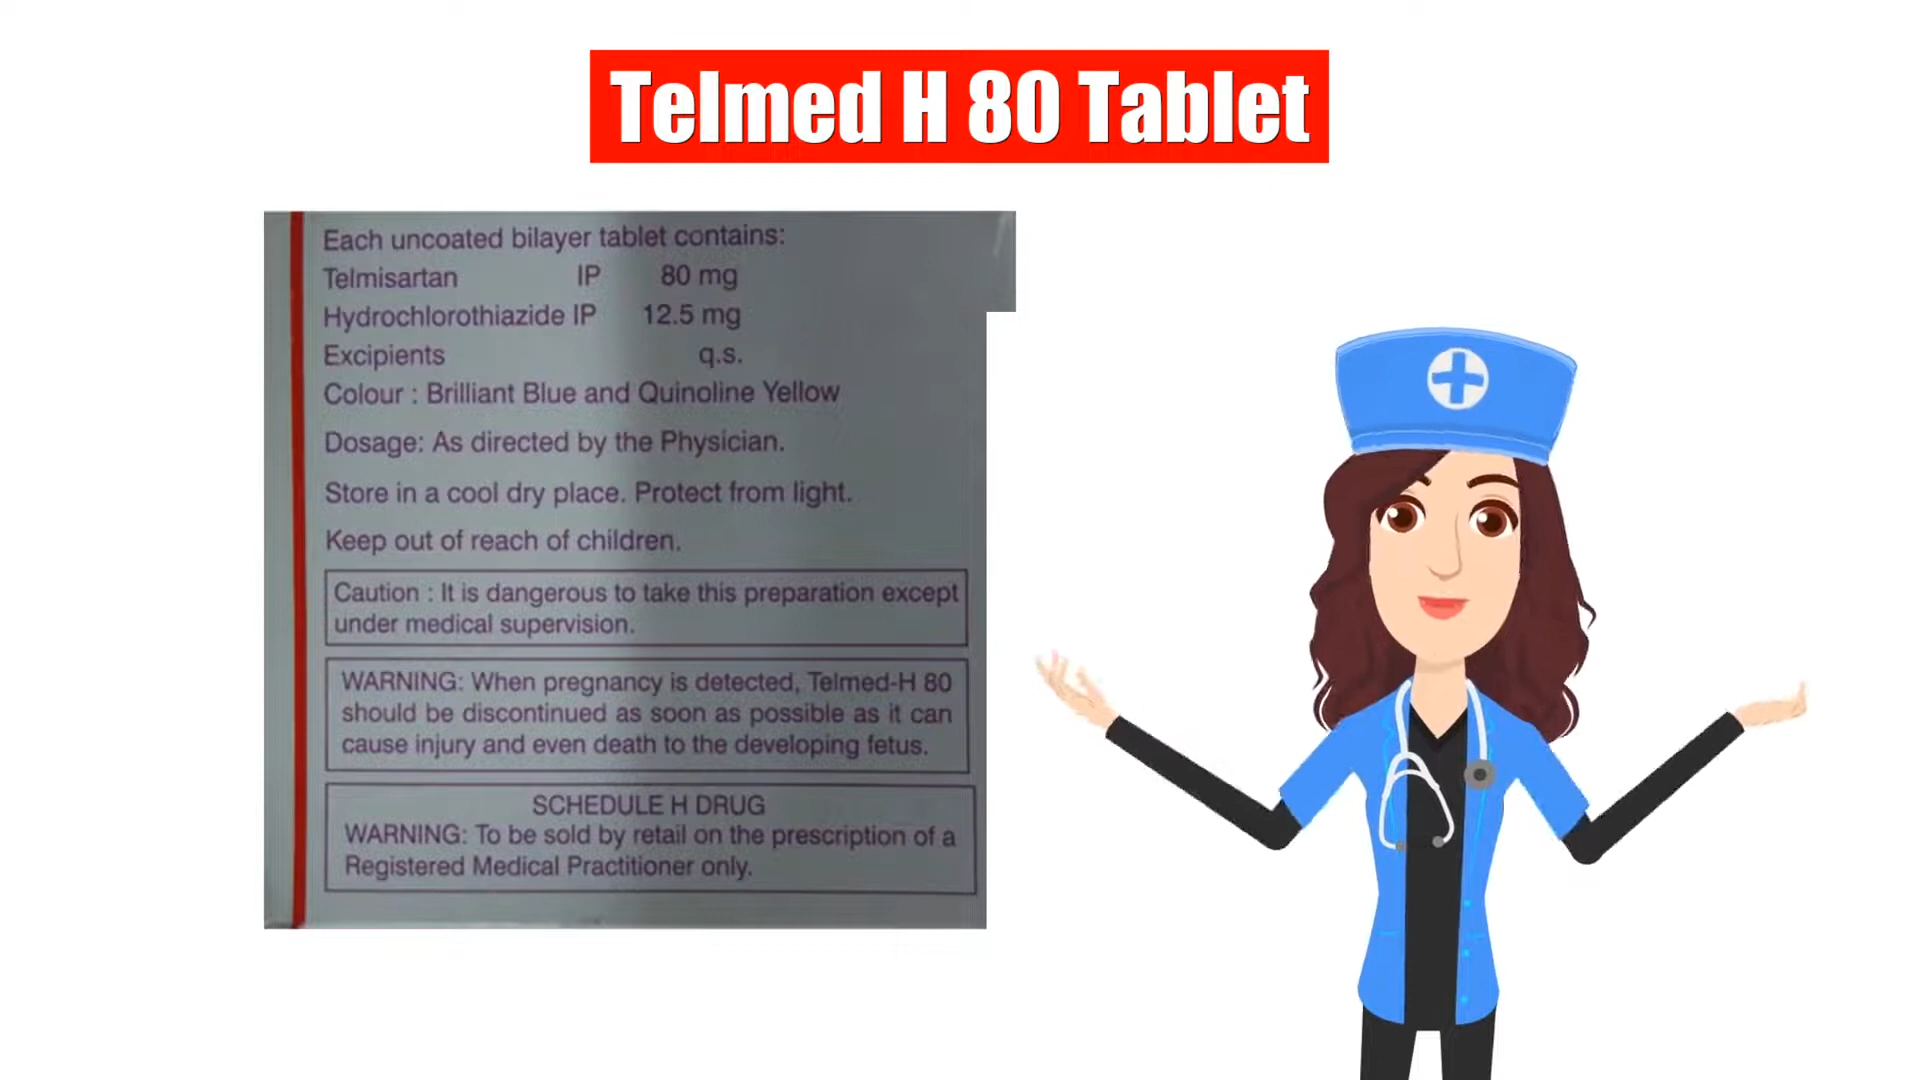 Telmed H 80 Tablet
Each uncoated bilayer tablet contains:
Telmisartan IP 80 mg
Hydrochlorothiazide IP 12.5 mg
Excipients q.s.
Colour : Brilliant Blue and Quinoline Yellow
Dosage: As directed by the Physician.
Store in a cool dry place. Protect from light.
Keep out of reach of children.
Caution : It is dangerous to take this preparation except
under medical supervision.
WARNING: When pregnancy is detected, Telmed-H 80
should be discontinued as soon as possible as it can
cause injury and even death to the developing fetus.
SCHEDULE H DRUG
WARNING: To be sold by retail on the prescription of a
Registered Medical Practitioner only.